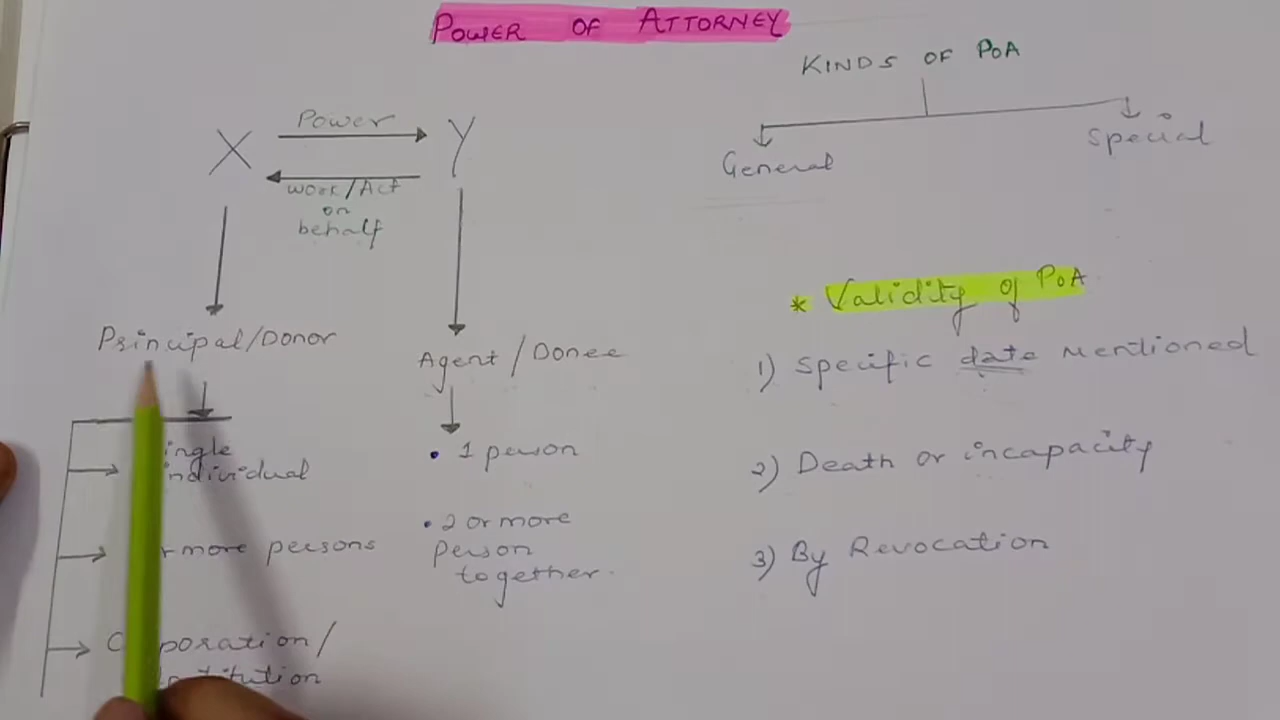 POWER OF ATTORNEY
KINDS OF POA
General
Special
X
Power
Y
Work/Act
on
behalf
Principal/Donor
individual
more persons
Agent/Donee
• 1 person
• 2 or more
person
together.
* Validity of POA
1) Specific date mentioned
2) Death or incapacity
3) By Revocation